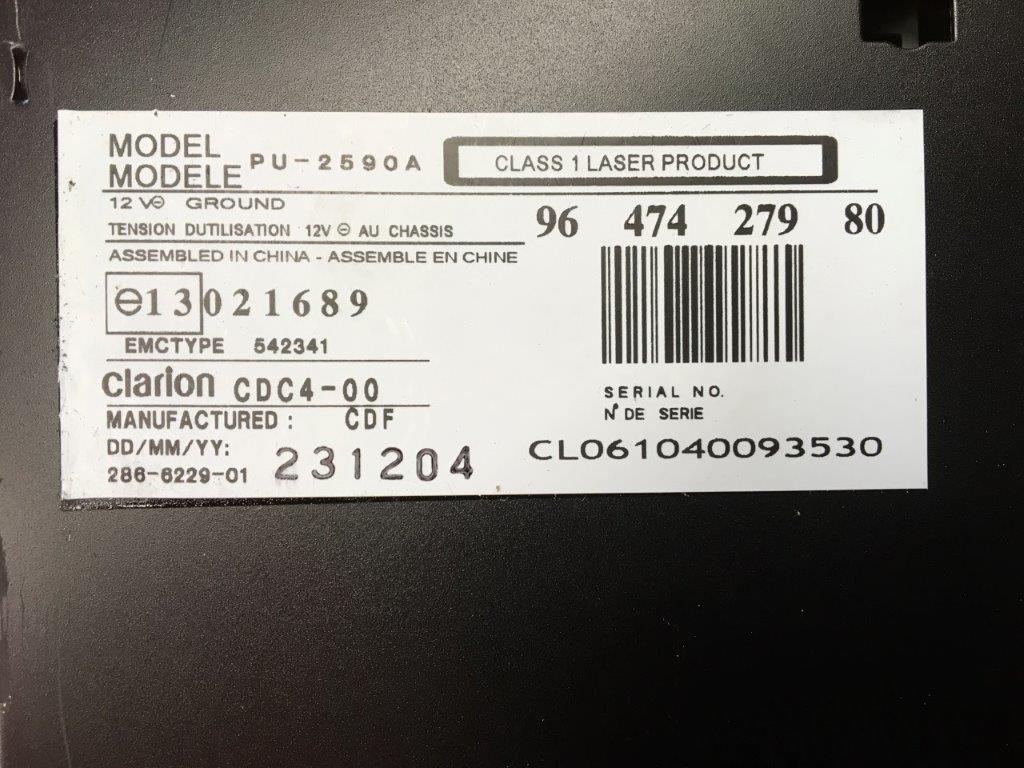 MODEL
MODELE PU-2590A
CLASS 1 LASER PRODUCT
12 V⊖ GROUND
TENSION DUTILISATION 12V ⊖ AU CHASSIS
96 474 279 80
ASSEMBLED IN CHINA - ASSEMBLE EN CHINE
⊖13 021689
EMCTYPE 542341
clarion CDC4-00
SERIAL NO.
N° DE SERIE
MANUFACTURED : CDF
DD/MM/YY:
286-6229-01 231204
CL061040093530